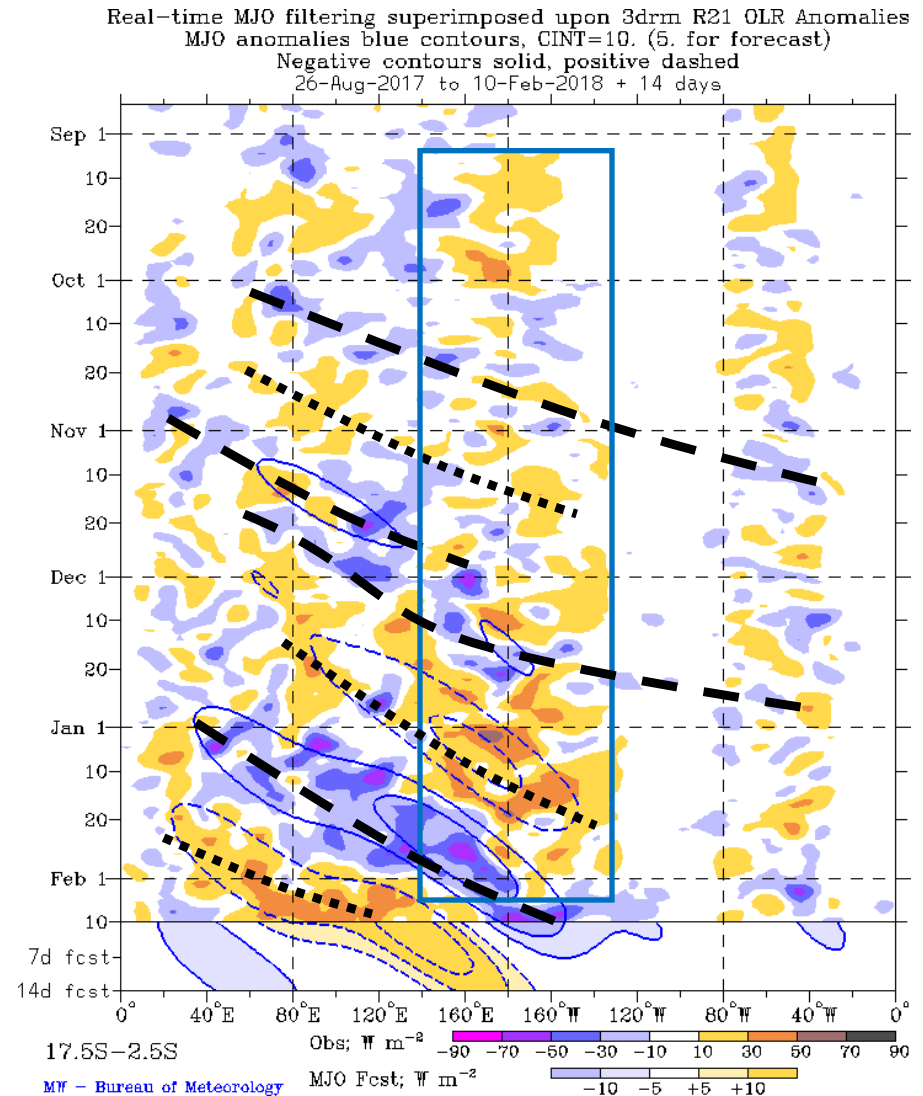 Real-time MJO filtering superimposed upon 3drm R21 OLR Anomalies
MJO anomalies blue contours, CINT=10. (5. for forecast)
Negative contours solid, positive dashed
26-Aug-2017 to 10-Feb-2018 + 14 days
Sep 1
10
20
Oct 1
10
20
Nov 1
10
20
Dec 1
10
20
Jan 1
10
20
Feb 1
10
7d fcst
14d fcst
0° 40°E 80°E 120°E 160°E 160°W 120°W 80°W 40°W 0°
17.5S-2.5S
Obs; W m-2
-90 -70 -50 -30 -10 10 30 50 70 90
MW - Bureau of Meteorology
MJO Fcst; W m-2
-10 -5 +5 +10